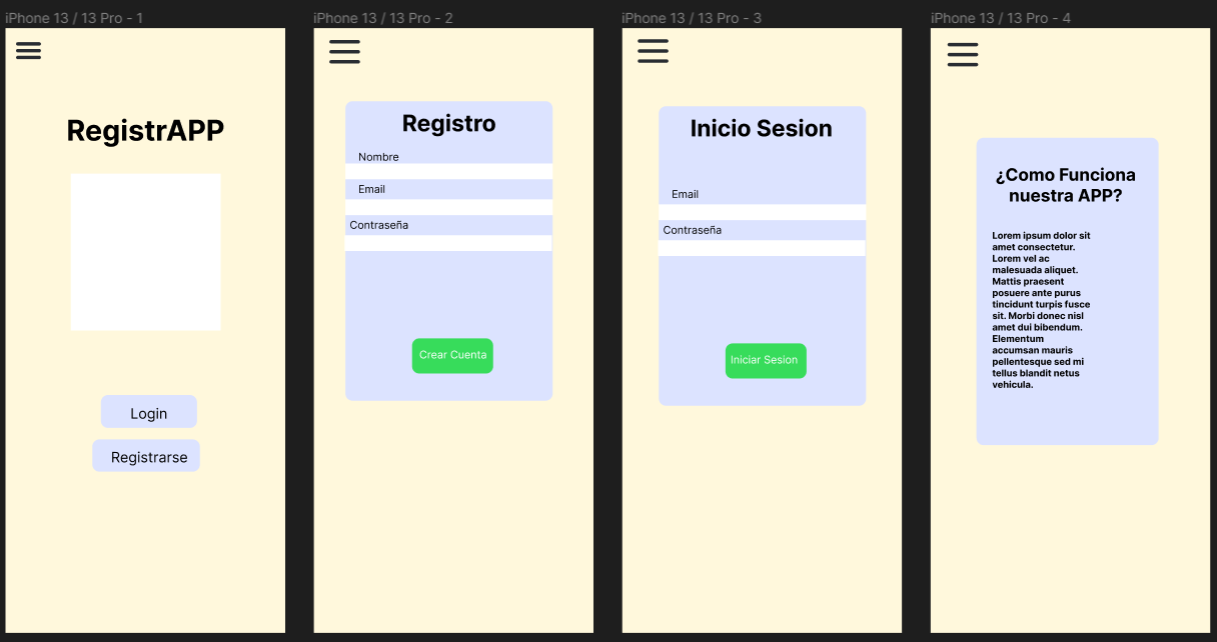 iPhone 13 / 13 Pro - 1
RegistrAPP
Login
Registrarse
iPhone 13 / 13 Pro - 2
Registro
Nombre
Email
Contraseña
Crear Cuenta
iPhone 13 / 13 Pro - 3
Inicio Sesion
Email
Contraseña
Iniciar Sesion
iPhone 13 / 13 Pro - 4
¿Como Funciona
nuestra APP?
Lorem ipsum dolor sit
amet consectetur.
Lorem vel ac
malesuada aliquet.
Mattis praesent
posuere ante purus
tincidunt turpis fusce
sit. Morbi donec nisl
amet dui bibendum.
Elementum
accumsan mauris
pellentesque sed mi
tellus blandit netus
vehicula.